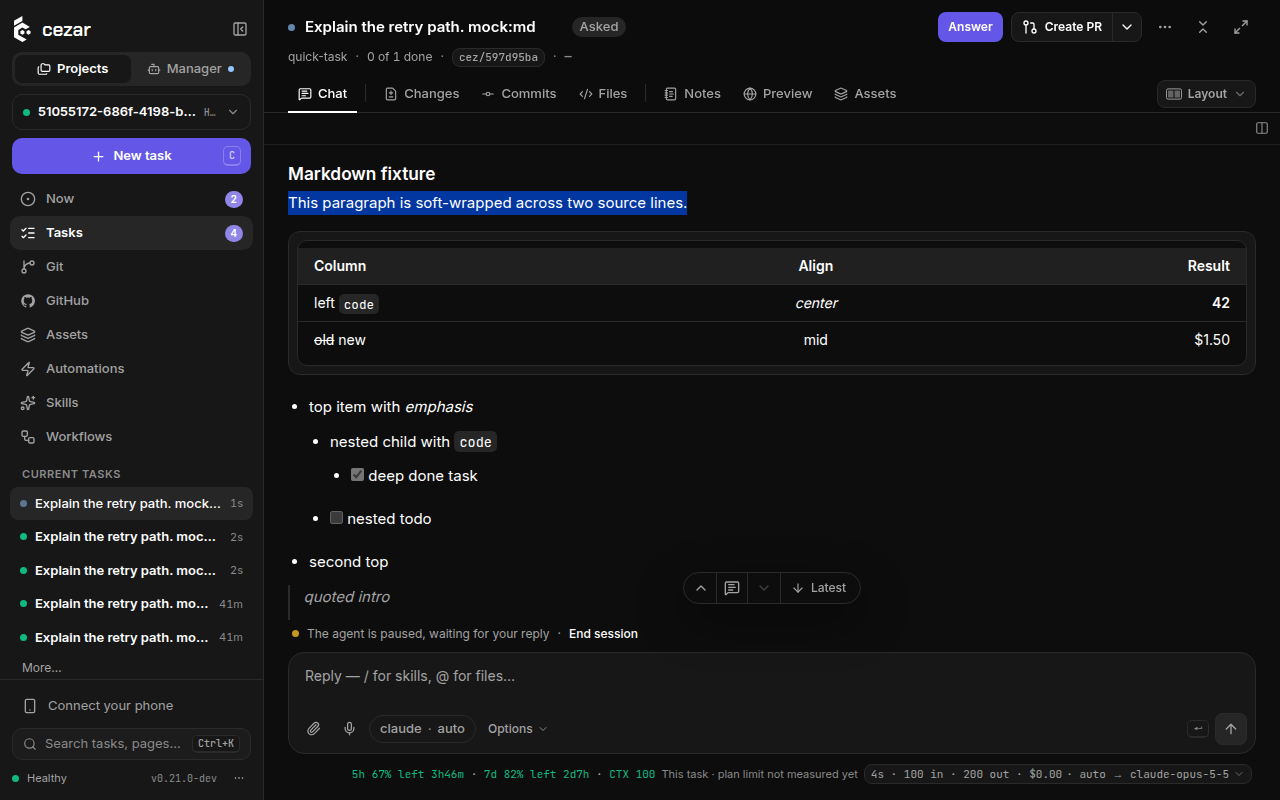 cezar
Projects
Manager
51055172-686f-4198-b... H...
New task C
Now 2
Tasks 4
Git
GitHub
Assets
Automations
Skills
Workflows
CURRENT TASKS
Explain the retry path. mock... 1s
Explain the retry path. moc... 2s
Explain the retry path. moc... 2s
Explain the retry path. mo... 41m
Explain the retry path. mo... 41m
More...
Connect your phone
Search tasks, pages... Ctrl+K
Healthy v0.21.0-dev ...
Explain the retry path. mock:md Asked
Answer Create PR ...
quick-task · 0 of 1 done · cez/597d95ba · —
Chat Changes Commits Files Notes Preview Assets Layout
Markdown fixture
This paragraph is soft-wrapped across two source lines.
Column Align Result
left code center 42
old new mid $1.50
• top item with emphasis
• nested child with code
• deep done task
• nested todo
• second top
quoted intro
Latest
The agent is paused, waiting for your reply · End session
Reply — / for skills, @ for files...
claude · auto Options
5h 67% left 3h46m · 7d 82% left 2d7h · CTX 100 This task · plan limit not measured yet 4s · 100 in · 200 out · $0.00 · auto → claude-opus-5-5